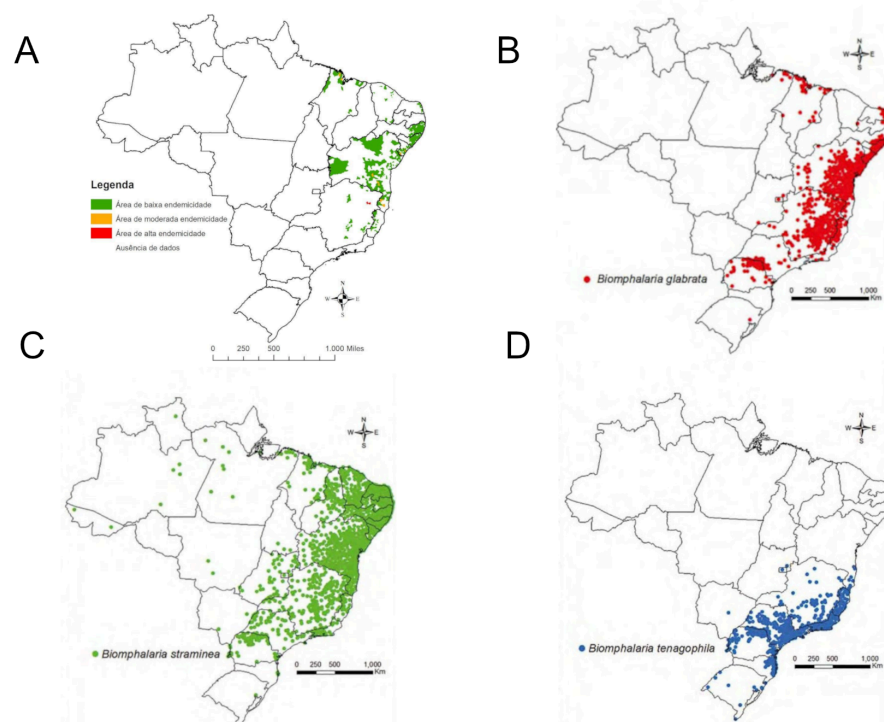 A
N
W E
S
Legenda
Área de baixa endemicidade
Área de moderada endemicidade
Área de alta endemicidade
Ausência de dados
0 250 500 1.000 Miles
B
N
W E
S
Biomphalaria glabrata
0 250 500 1,000
Km
C
N
W E
S
Biomphalaria straminea
0 250 500 1,000
Km
D
N
W E
S
Biomphalaria tenagophila
0 250 500 1,000
Km